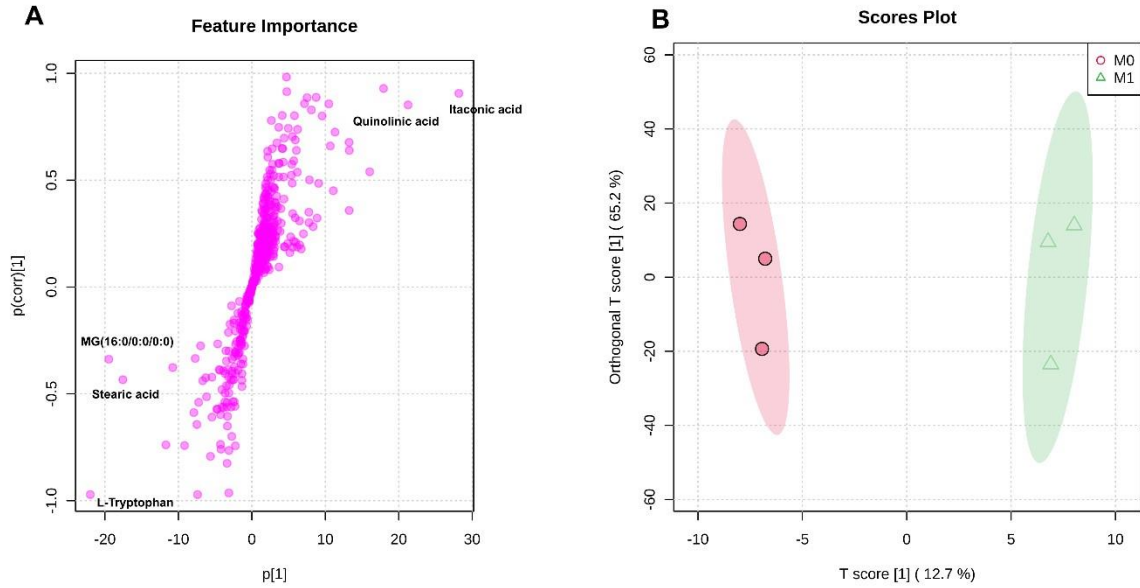 A
Feature Importance
1.0
0.5
0.0
-0.5
-1.0
p(corr)[1]
Itaconic acid
Quinolinic acid
MG(16:0/0:0/0:0)
Stearic acid
L-Tryptophan
-20
-10
0
10
20
30
p[1]
B
Scores Plot
60
40
20
0
-20
-40
-60
Orthogonal T score [1] ( 65.2 %)
M0
M1
-10
-5
0
5
10
T score [1] ( 12.7 %)